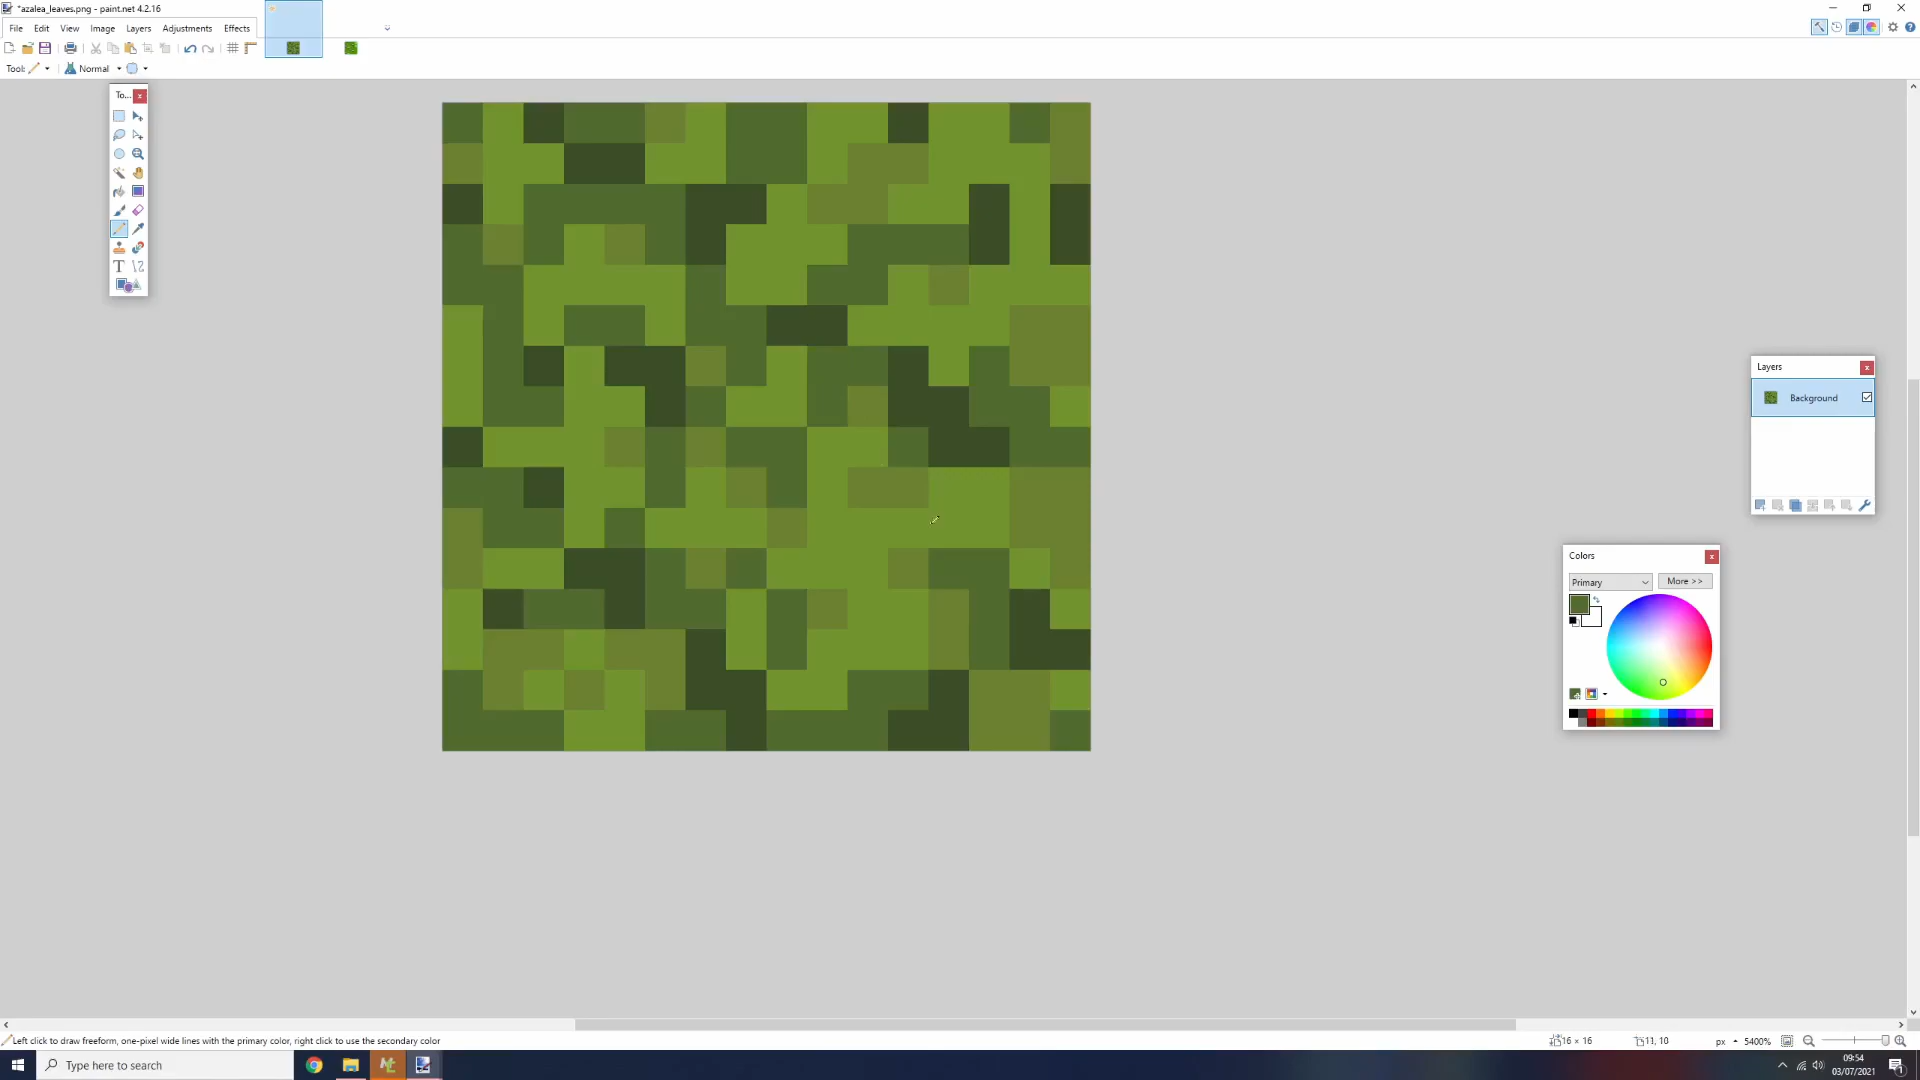 *azalea_leaves.png - paint.net 4.2.16
File Edit View Image Layers Adjustments Effects
Tool: Normal
To...
Layers
Background
Colors
Primary
More >>
Left click to draw freeform, one-pixel wide lines with the primary color, right click to use the secondary color
16 × 16
11, 10
px
5400%
Type here to search
09:54
03/07/2021